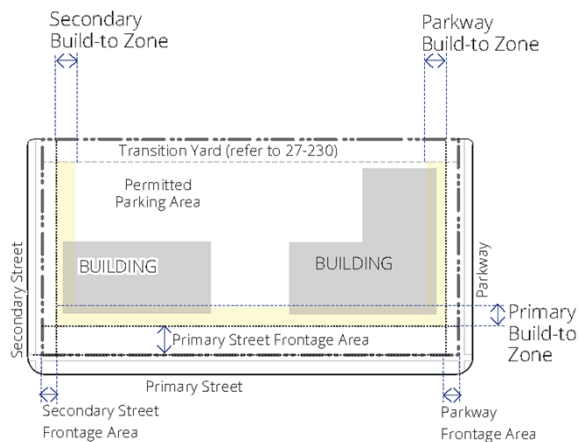 Secondary
Build-to Zone
Parkway
Build-to Zone
Transition Yard (refer to 27-230)
Permitted
Parking Area
BUILDING
BUILDING
Secondary Street
Parkway
Primary
Build-to
Zone
Primary Street Frontage Area
Primary Street
Secondary Street
Frontage Area
Parkway
Frontage Area